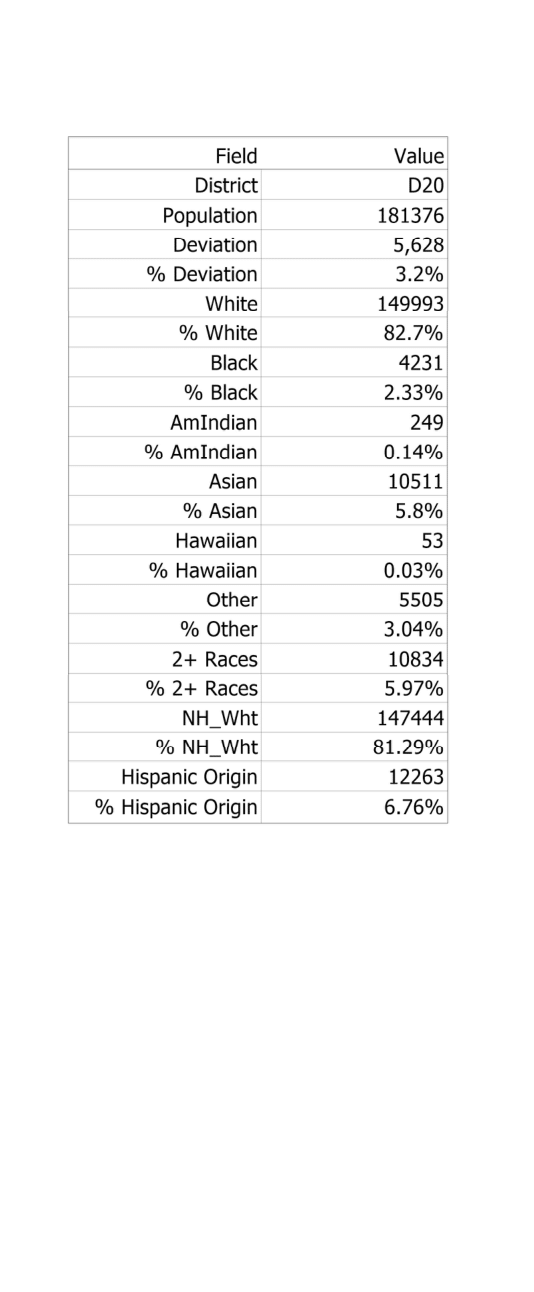 Field Value
District D20
Population 181376
Deviation 5,628
% Deviation 3.2%
White 149993
% White 82.7%
Black 4231
% Black 2.33%
AmIndian 249
% AmIndian 0.14%
Asian 10511
% Asian 5.8%
Hawaiian 53
% Hawaiian 0.03%
Other 5505
% Other 3.04%
2+ Races 10834
% 2+ Races 5.97%
NH_Wht 147444
% NH_Wht 81.29%
Hispanic Origin 12263
% Hispanic Origin 6.76%